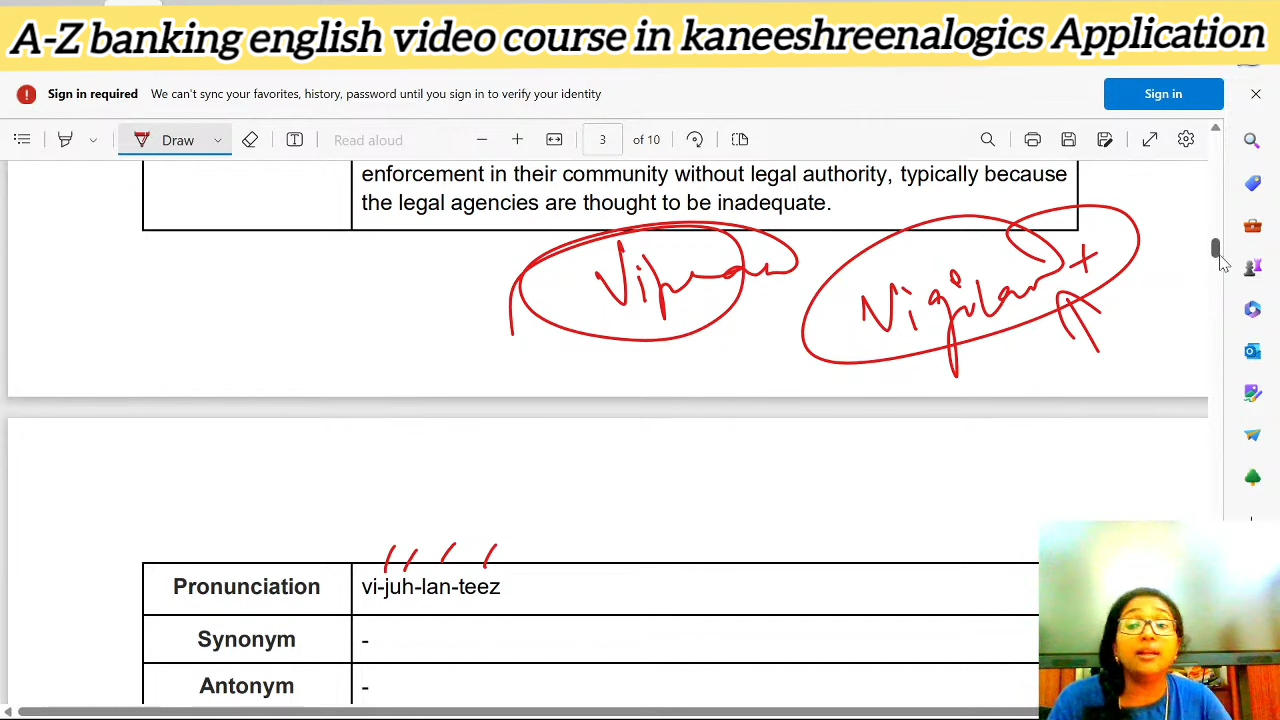 A-Z banking english video course in kaneeshreenalogics Application
Sign in required We can't sync your favorites, history, password until you sign in to verify your identity
Sign in
Draw
Read aloud
3 of 10
enforcement in their community without legal authority, typically because
the legal agencies are thought to be inadequate.
Vigilant
Pronunciation vi-juh-lan-teez
Synonym -
Antonym -